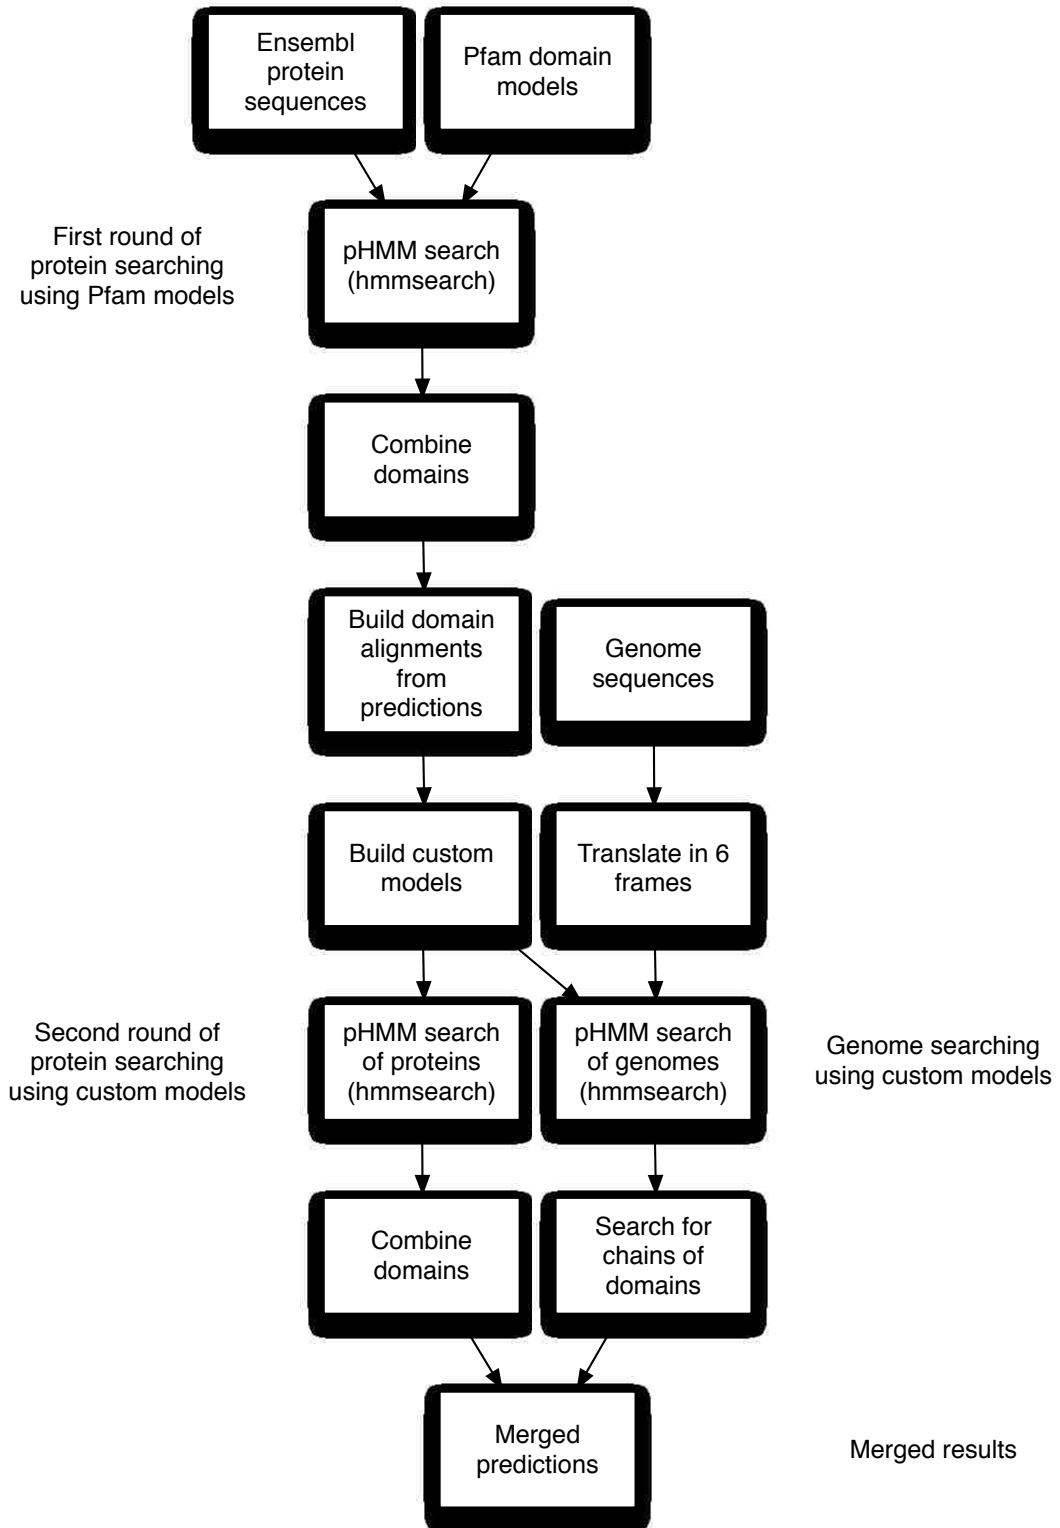 Ensembl
protein
sequences
Pfam domain
models
First round of
protein searching
using Pfam models
pHMM search
(hmmsearch)
Combine
domains
Build domain
alignments
from
predictions
Genome
sequences
Build custom
models
Translate in 6
frames
Second round of
protein searching
using custom models
pHMM search
of proteins
(hmmsearch)
pHMM search
of genomes
(hmmsearch)
Genome searching
using custom models
Combine
domains
Search for
chains of
domains
Merged
predictions
Merged results